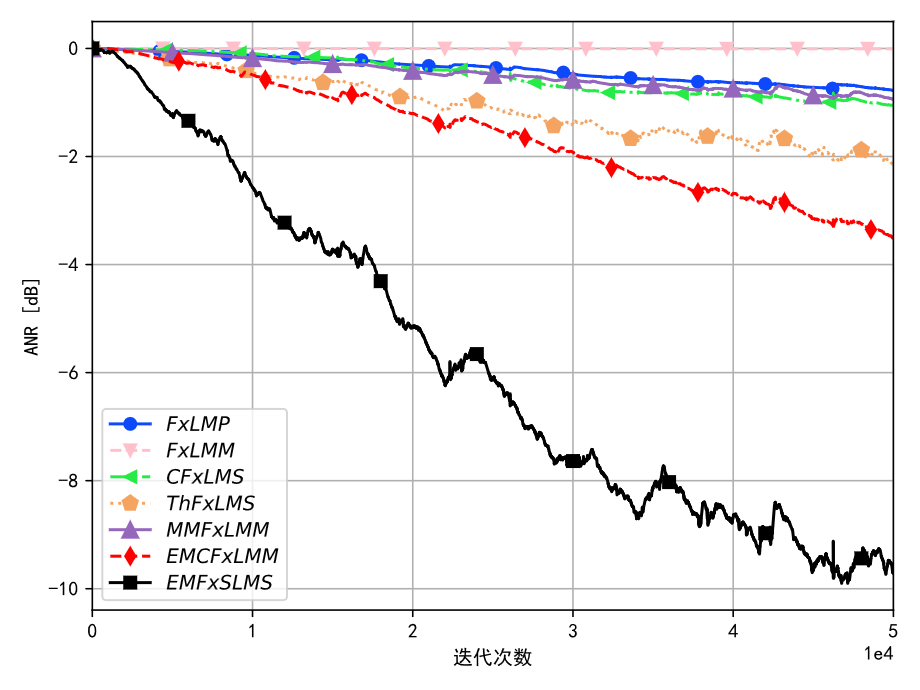 0
−2
−4
−6
−8
−10
ANR [dB]
FxLMP
FxLMM
CFxLMS
ThFxLMS
MMFxLMM
EMCFxLMM
EMFxSLMS
0 1 2 3 4 5
1e4
迭代次数